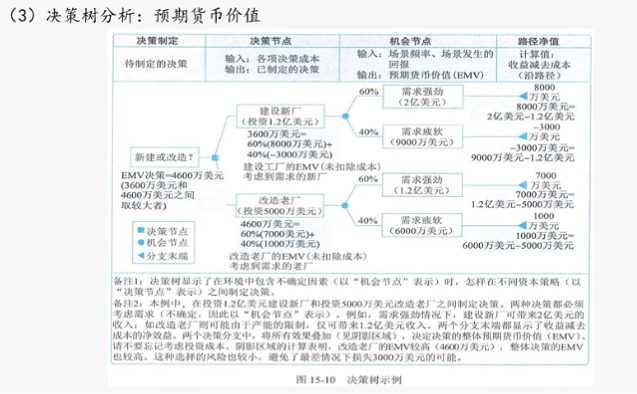 （3）决策树分析：预期货币价值
决策制定
决策节点
机会节点
路径净值
待制定的决策
输入：各项决策成本
输出：已制定的决策
输入：场景频率、场景发生的
回报
输出：预期货币价值(EMV)
计算值：
收益减去成本
（沿路径）
新建或改造？
EMV决策=4600万美元
(3600万美元和
4600万美元之间
取较大者)
建设新厂
（投资1.2亿美元）
3600万美元=
60%(8000万美元)+
40%(−3000万美元)
建设工厂的EMV(未扣除成本)
考虑到需求的新厂
60%
需求强劲
(2亿美元)
8000
万美元
8000万美元=
2亿美元−1.2亿美元
40%
需求疲软
(9000万美元)
−3000
万美元
−3000万美元=
9000万美元−1.2亿美元
改造老厂
（投资5000万美元）
4600万美元=
60%(7000万美元)+
40%(1000万美元)
改造老厂的EMV(未扣除成本)
考虑到需求的老厂
60%
需求强劲
(1.2亿美元)
7000
万美元
7000万美元=
1.2亿美元−5000万美元
40%
需求疲软
(6000万美元)
1000
万美元
1000万美元=
6000万美元−5000万美元
决策节点
机会节点
分支末端
备注1：决策树显示了在环境中包含不确定因素（以“机会节点”表示）时，怎样在不同资本策略（以
“决策节点”表示）之间制定决策。
备注2：本例中，在投资1.2亿美元建设新厂和投资5000万美元改造老厂之间制定决策。两种决策都必须
考虑需求（不确定，因此以“机会节点”表示）。例如，需求强劲情况下，建设新厂可带来2亿美元的
收入；如改造老厂则可能由于产能的限制，仅可带来1.2亿美元收入。两个分支末端都显示了收益减去
成本的净效益。两个决策分支中，将所有效果叠加（见阴影区域），决定决策的整体预期货币价值（EMV）。
请不要忘记考虑投资成本。阴影区域的计算表明，改造老厂的EMV较高（4600万美元），整体决策的EMV
也较高。这种选择的风险也较小，避免了最差情况下损失3000万美元的可能。
图 15-10 决策树示例